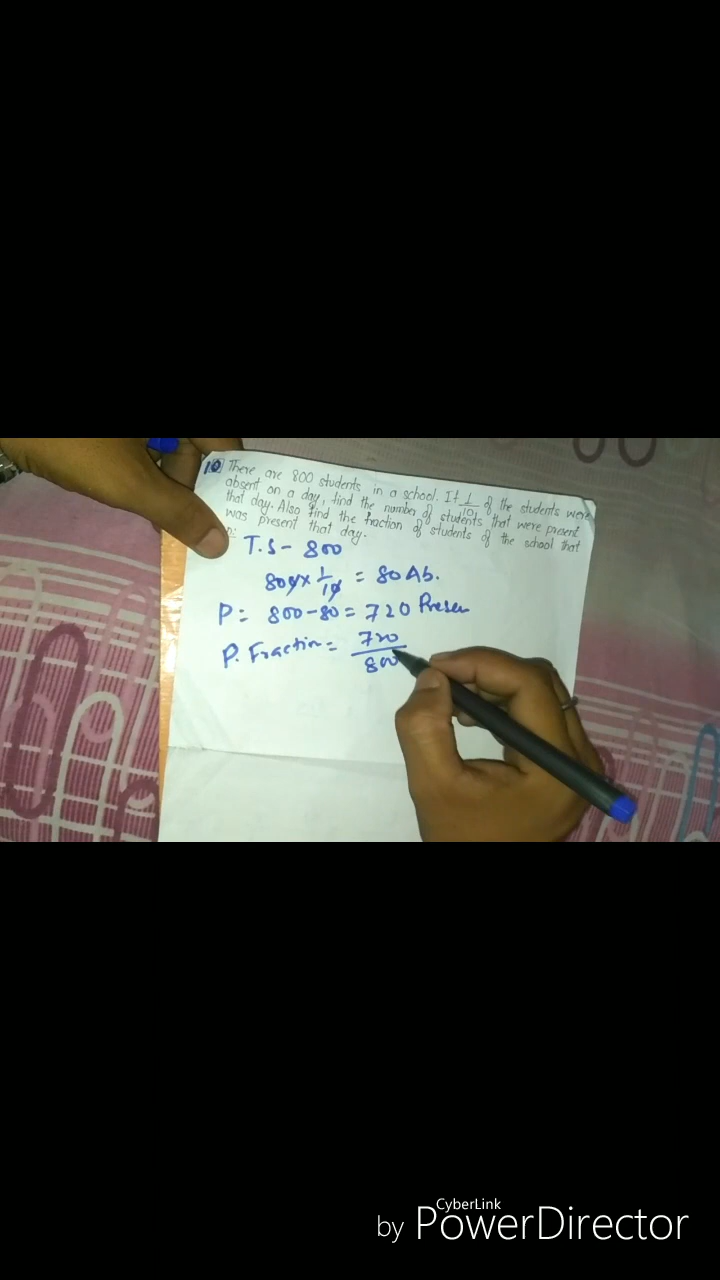 10 There are 800 students in a school. If 1/10 of the students were
absent on a day, find the number of students that were present
that day. Also find the fraction of students of the school that
was present that day.
T.S - 800
800 x 1/10 = 80 Ab.
P = 800 - 80 = 720 Presen
P. Fraction = 720/800
CyberLink
by PowerDirector